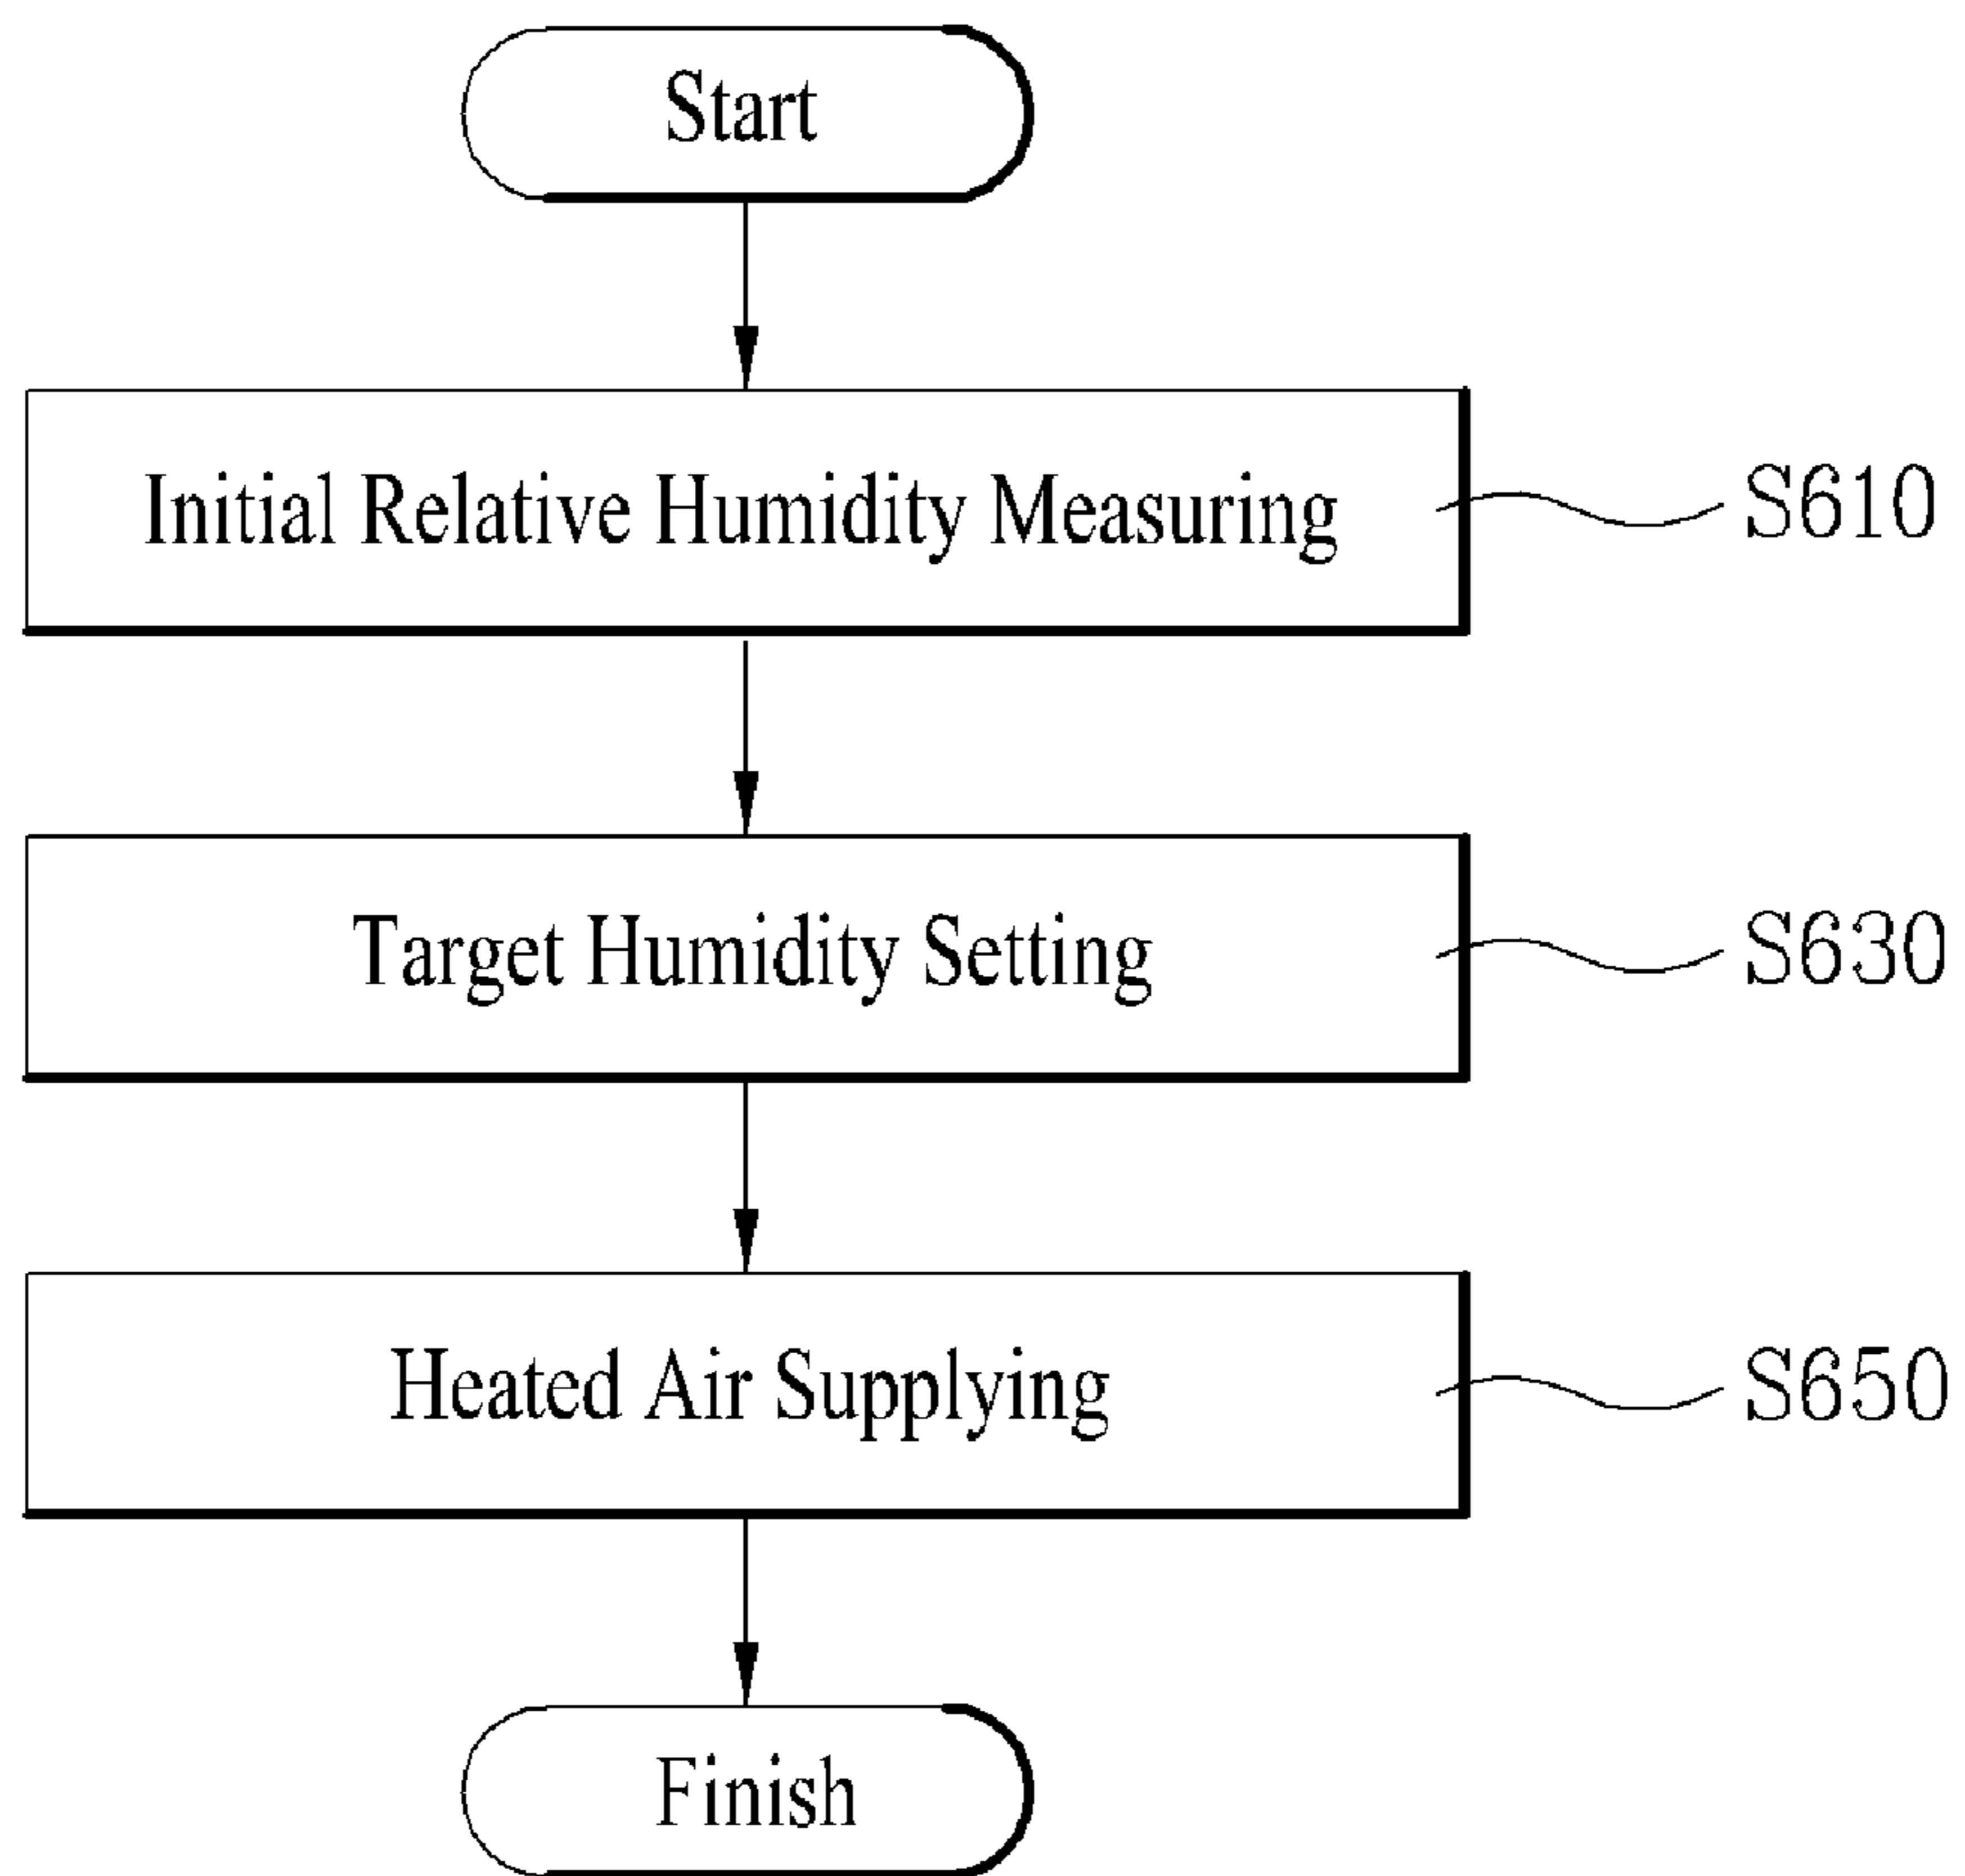 Start
Initial Relative Humidity Measuring
S610
Target Humidity Setting
S630
Heated Air Supplying
S650
Finish